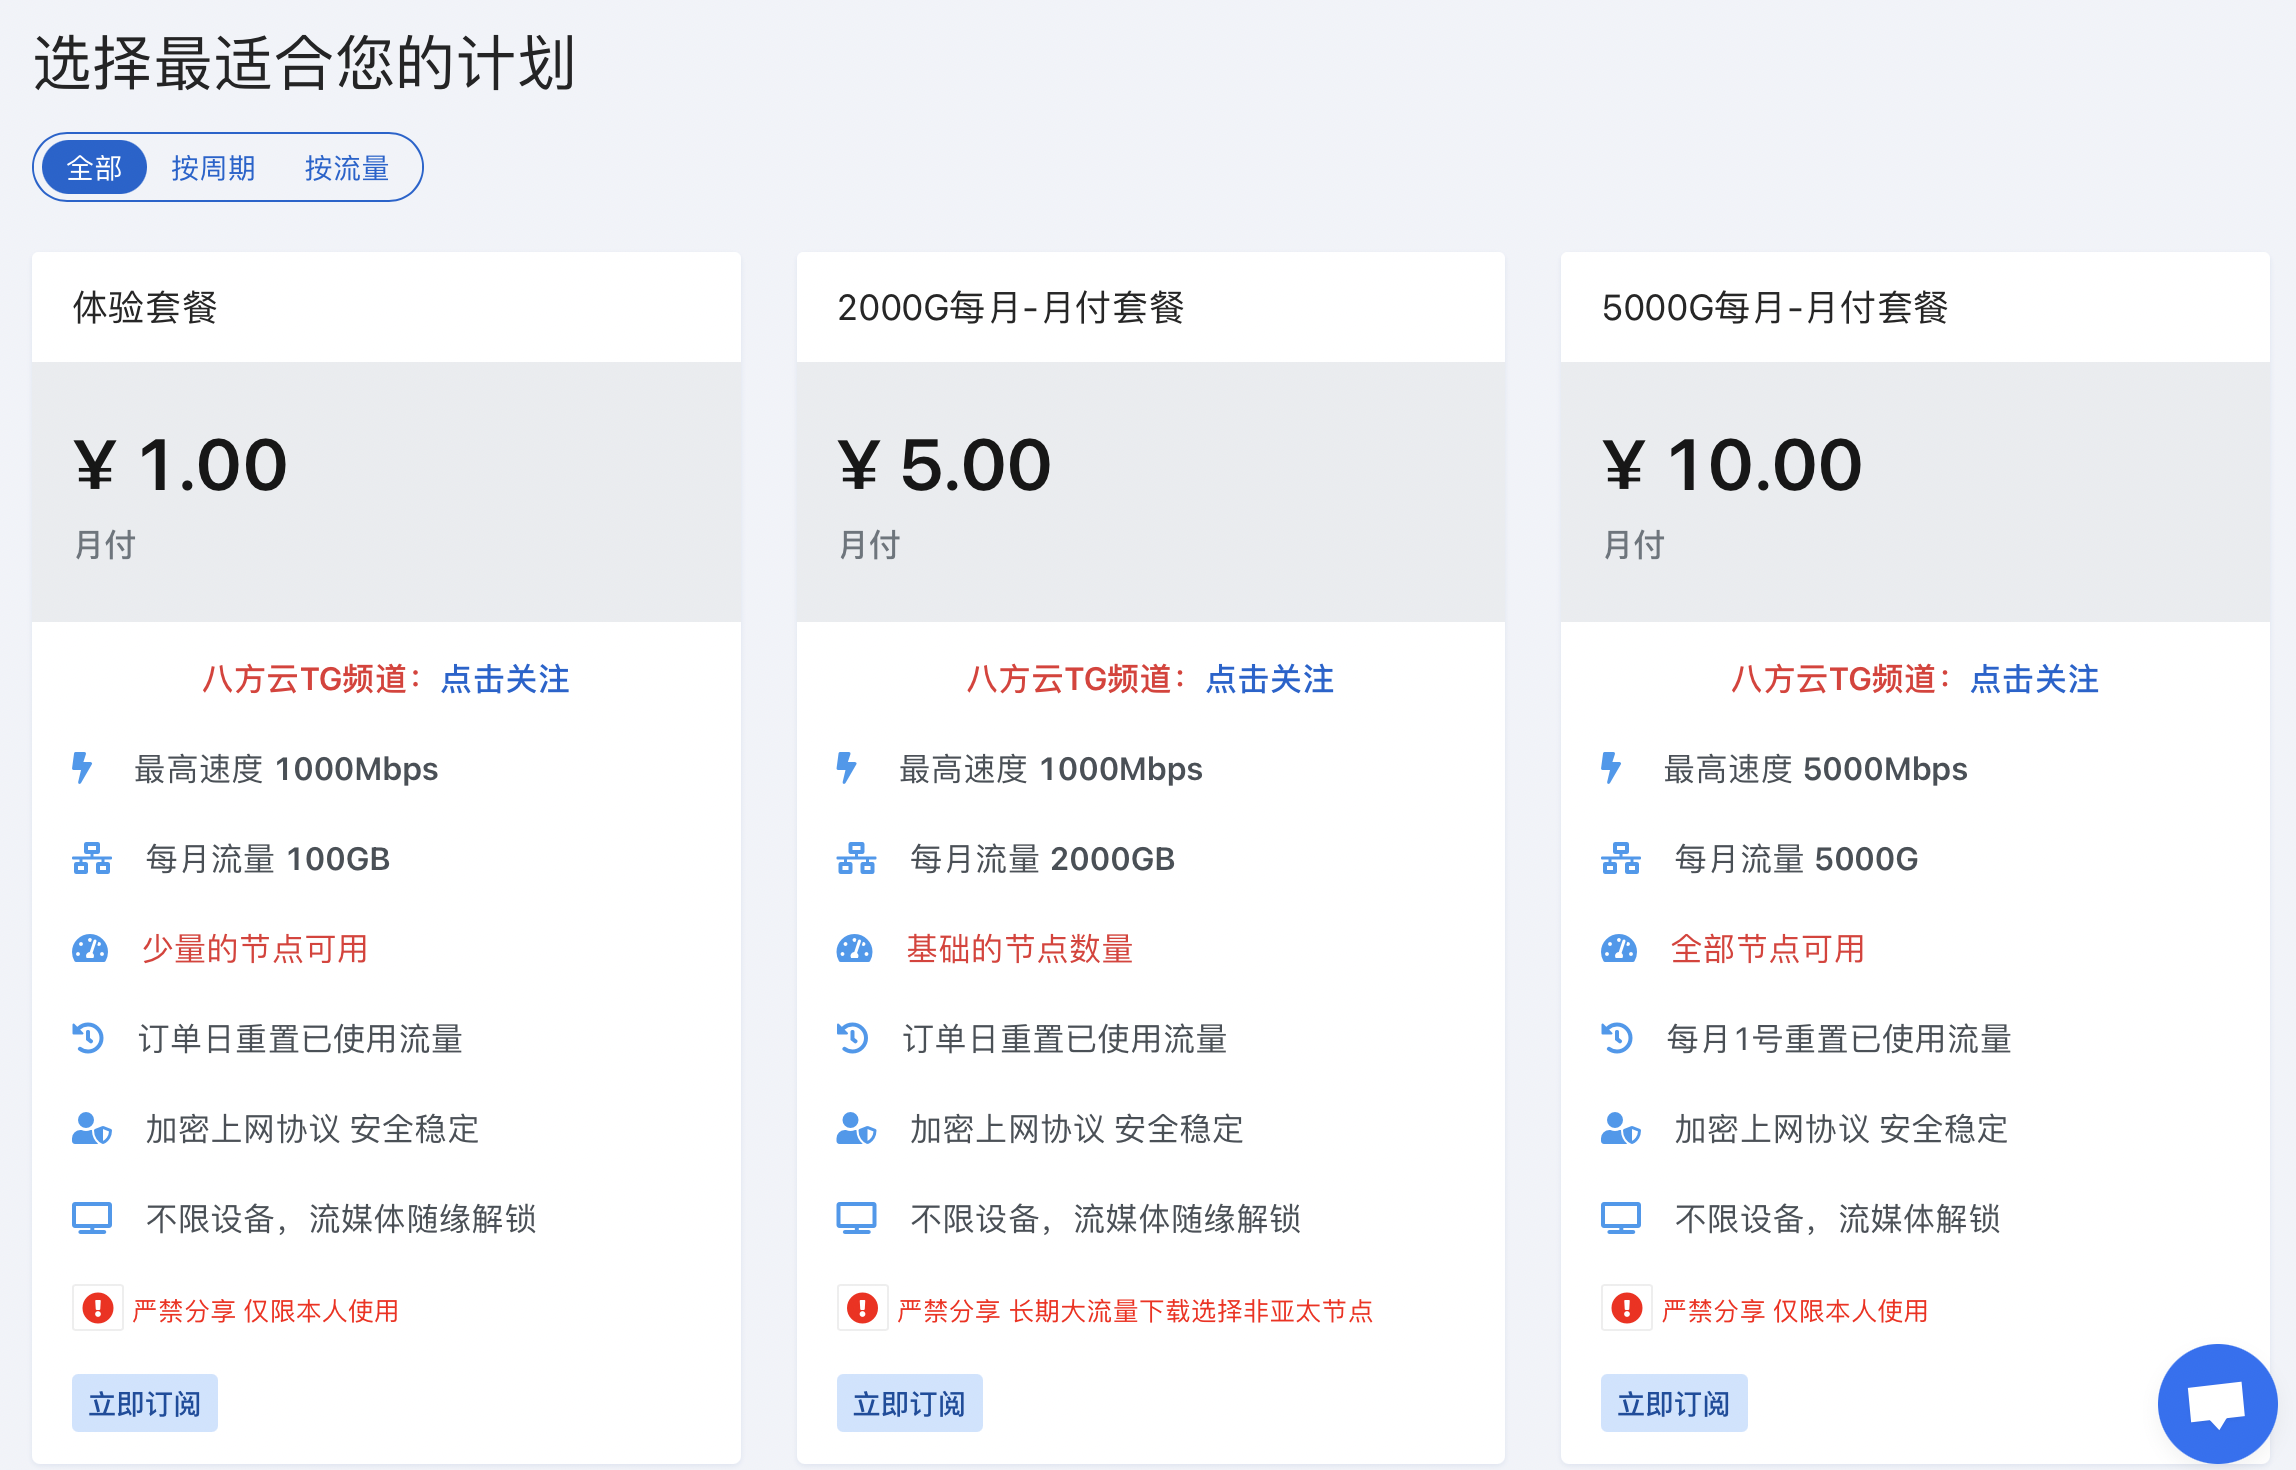 选择最适合您的计划
全部 按周期 按流量
体验套餐
¥ 1.00
月付
八方云TG频道：点击关注
最高速度 1000Mbps
每月流量 100GB
少量的节点可用
订单日重置已使用流量
加密上网协议 安全稳定
不限设备，流媒体随缘解锁
严禁分享 仅限本人使用
立即订阅
2000G每月-月付套餐
¥ 5.00
月付
八方云TG频道：点击关注
最高速度 1000Mbps
每月流量 2000GB
基础的节点数量
订单日重置已使用流量
加密上网协议 安全稳定
不限设备，流媒体随缘解锁
严禁分享 长期大流量下载选择非亚太节点
立即订阅
5000G每月-月付套餐
¥ 10.00
月付
八方云TG频道：点击关注
最高速度 5000Mbps
每月流量 5000G
全部节点可用
每月1号重置已使用流量
加密上网协议 安全稳定
不限设备，流媒体解锁
严禁分享 仅限本人使用
立即订阅